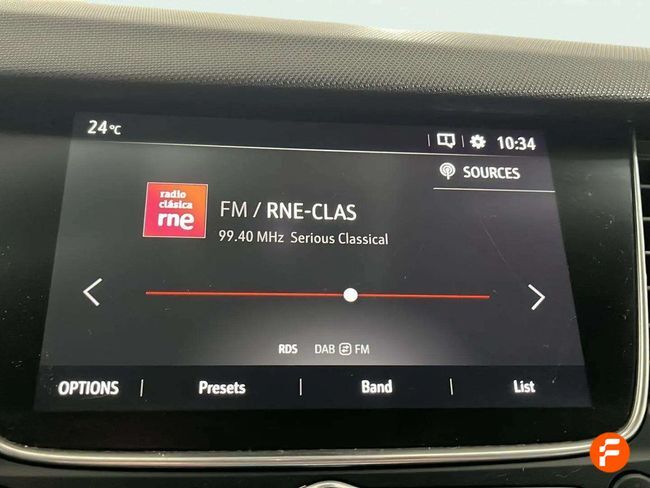 24°C
10:34
SOURCES
radio
clásica
rne
FM / RNE-CLAS
99.40 MHz Serious Classical
RDS DAB FM
OPTIONS Presets Band List